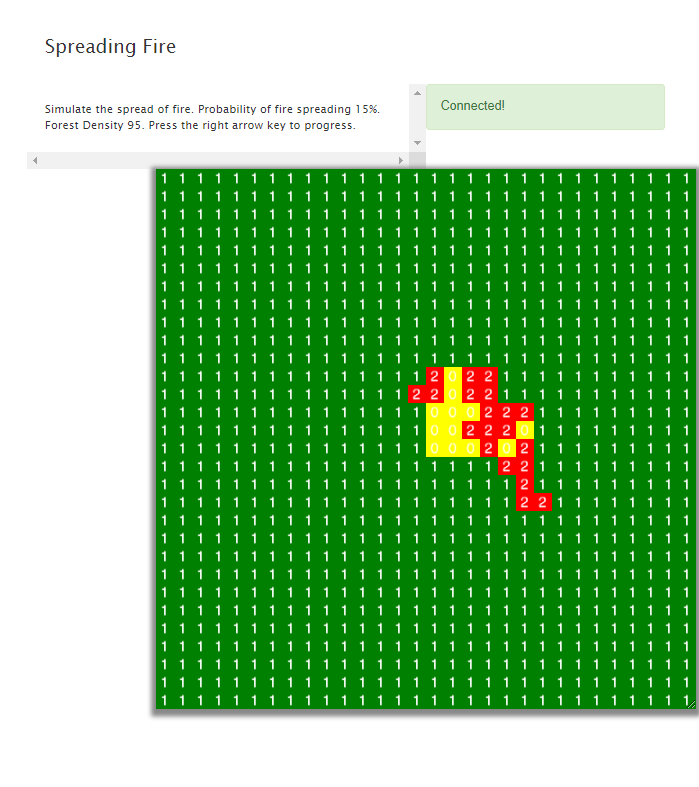 Spreading Fire
Simulate the spread of fire. Probability of fire spreading 15%.
Forest Density 95. Press the right arrow key to progress.
Connected!
1 1 1 1 1 1 1 1 1 1 1 1 1 1 1 1 1 1 1 1 1 1 1 1 1 1 1 1 1 1
1 1 1 1 1 1 1 1 1 1 1 1 1 1 1 1 1 1 1 1 1 1 1 1 1 1 1 1 1 1
1 1 1 1 1 1 1 1 1 1 1 1 1 1 1 1 1 1 1 1 1 1 1 1 1 1 1 1 1 1
1 1 1 1 1 1 1 1 1 1 1 1 1 1 1 1 1 1 1 1 1 1 1 1 1 1 1 1 1 1
1 1 1 1 1 1 1 1 1 1 1 1 1 1 1 1 1 1 1 1 1 1 1 1 1 1 1 1 1 1
1 1 1 1 1 1 1 1 1 1 1 1 1 1 1 1 1 1 1 1 1 1 1 1 1 1 1 1 1 1
1 1 1 1 1 1 1 1 1 1 1 1 1 1 1 1 1 1 1 1 1 1 1 1 1 1 1 1 1 1
1 1 1 1 1 1 1 1 1 1 1 1 1 1 1 1 1 1 1 1 1 1 1 1 1 1 1 1 1 1
1 1 1 1 1 1 1 1 1 1 1 1 1 1 1 1 1 1 1 1 1 1 1 1 1 1 1 1 1 1
1 1 1 1 1 1 1 1 1 1 1 1 1 1 1 1 1 1 1 1 1 1 1 1 1 1 1 1 1 1
1 1 1 1 1 1 1 1 1 1 1 1 1 1 1 1 1 1 1 1 1 1 1 1 1 1 1 1 1 1
1 1 1 1 1 1 1 1 1 1 1 1 1 1 1 2 0 2 2 1 1 1 1 1 1 1 1 1 1 1
1 1 1 1 1 1 1 1 1 1 1 1 1 1 2 2 0 2 2 1 1 1 1 1 1 1 1 1 1 1
1 1 1 1 1 1 1 1 1 1 1 1 1 1 1 0 0 0 2 2 2 1 1 1 1 1 1 1 1 1
1 1 1 1 1 1 1 1 1 1 1 1 1 1 1 0 0 2 2 2 0 1 1 1 1 1 1 1 1 1
1 1 1 1 1 1 1 1 1 1 1 1 1 1 1 0 0 0 2 0 2 1 1 1 1 1 1 1 1 1
1 1 1 1 1 1 1 1 1 1 1 1 1 1 1 1 1 1 1 2 2 1 1 1 1 1 1 1 1 1
1 1 1 1 1 1 1 1 1 1 1 1 1 1 1 1 1 1 1 1 2 1 1 1 1 1 1 1 1 1
1 1 1 1 1 1 1 1 1 1 1 1 1 1 1 1 1 1 1 1 2 2 1 1 1 1 1 1 1 1
1 1 1 1 1 1 1 1 1 1 1 1 1 1 1 1 1 1 1 1 1 1 1 1 1 1 1 1 1 1
1 1 1 1 1 1 1 1 1 1 1 1 1 1 1 1 1 1 1 1 1 1 1 1 1 1 1 1 1 1
1 1 1 1 1 1 1 1 1 1 1 1 1 1 1 1 1 1 1 1 1 1 1 1 1 1 1 1 1 1
1 1 1 1 1 1 1 1 1 1 1 1 1 1 1 1 1 1 1 1 1 1 1 1 1 1 1 1 1 1
1 1 1 1 1 1 1 1 1 1 1 1 1 1 1 1 1 1 1 1 1 1 1 1 1 1 1 1 1 1
1 1 1 1 1 1 1 1 1 1 1 1 1 1 1 1 1 1 1 1 1 1 1 1 1 1 1 1 1 1
1 1 1 1 1 1 1 1 1 1 1 1 1 1 1 1 1 1 1 1 1 1 1 1 1 1 1 1 1 1
1 1 1 1 1 1 1 1 1 1 1 1 1 1 1 1 1 1 1 1 1 1 1 1 1 1 1 1 1 1
1 1 1 1 1 1 1 1 1 1 1 1 1 1 1 1 1 1 1 1 1 1 1 1 1 1 1 1 1 1
1 1 1 1 1 1 1 1 1 1 1 1 1 1 1 1 1 1 1 1 1 1 1 1 1 1 1 1 1 1
1 1 1 1 1 1 1 1 1 1 1 1 1 1 1 1 1 1 1 1 1 1 1 1 1 1 1 1 1 1